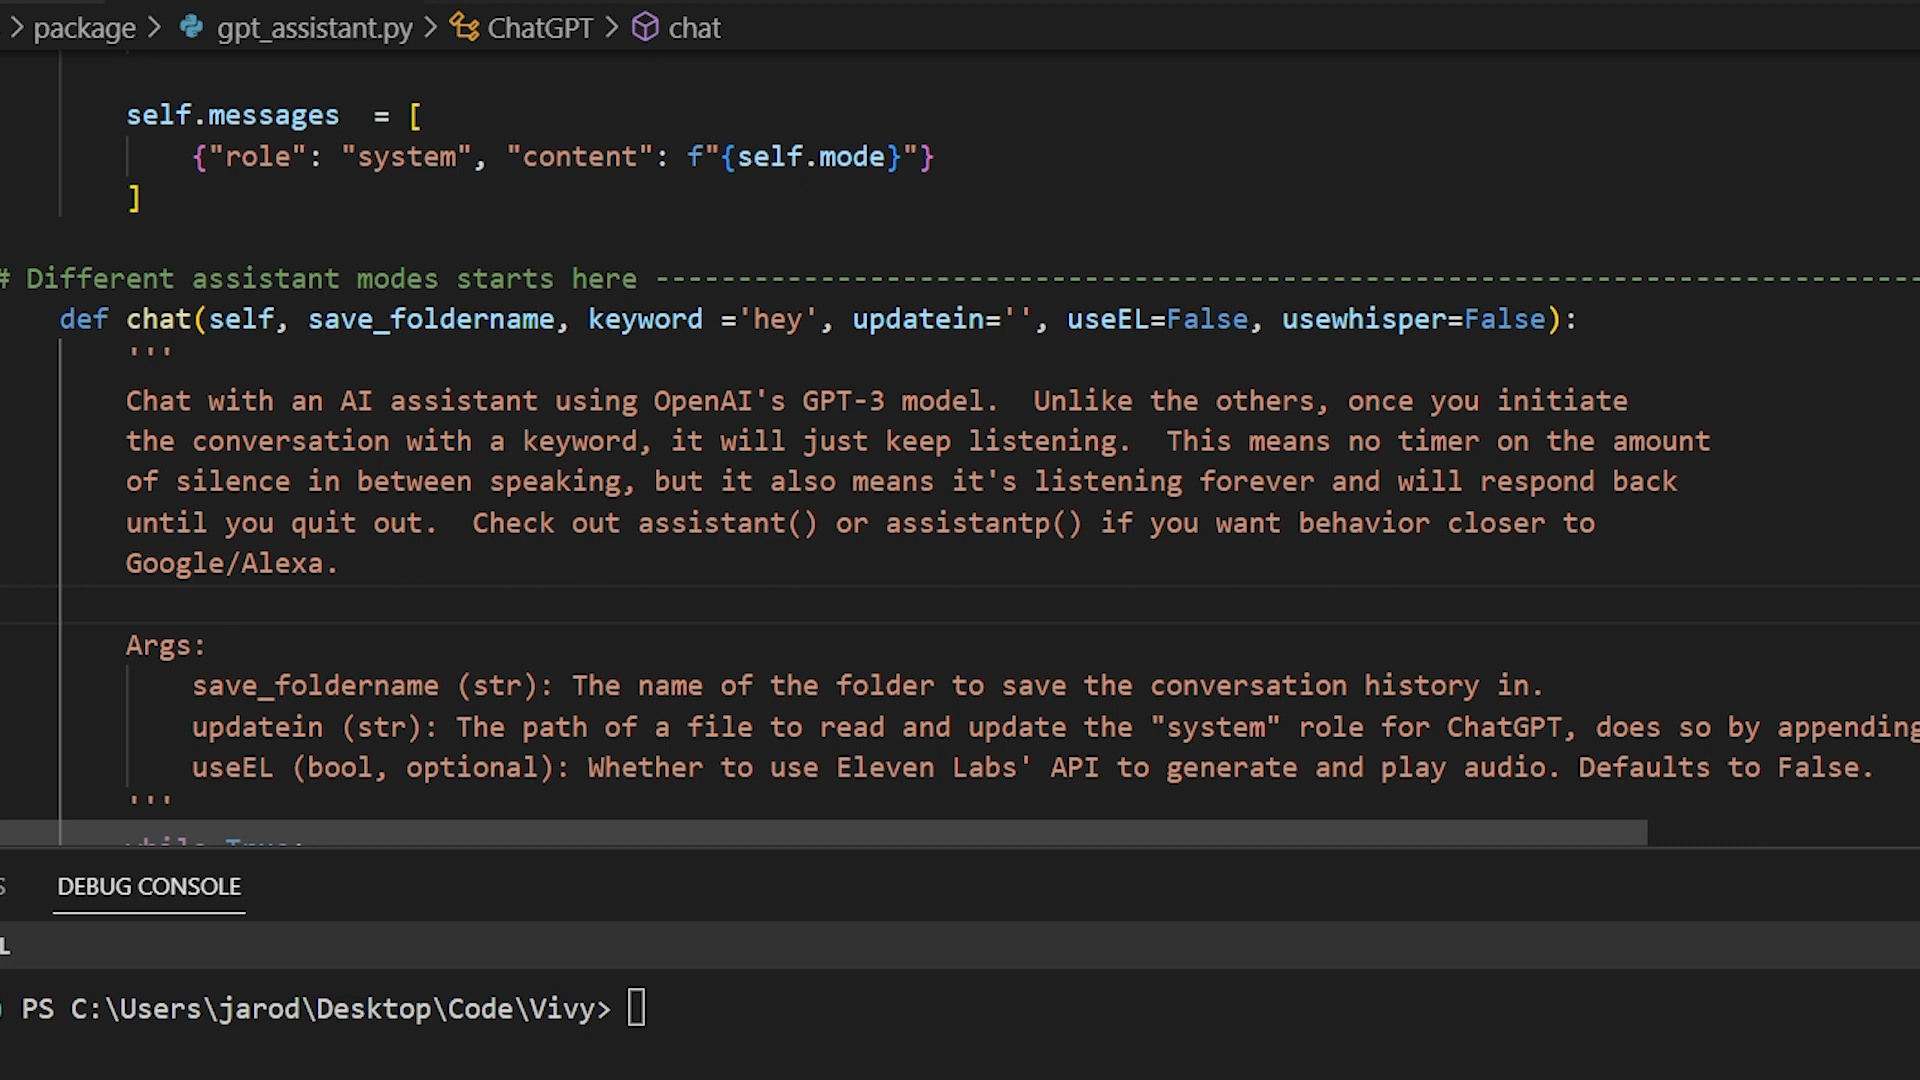 > package > gpt_assistant.py > ChatGPT > chat
self.messages  = [
{"role": "system", "content": f"{self.mode}"}
]
# Different assistant modes starts here ----------------------------------------------------------------------------
def chat(self, save_foldername, keyword ='hey', updatein='', useEL=False, usewhisper=False):
'''
Chat with an AI assistant using OpenAI's GPT-3 model.  Unlike the others, once you initiate
the conversation with a keyword, it will just keep listening.  This means no timer on the amount
of silence in between speaking, but it also means it's listening forever and will respond back
until you quit out.  Check out assistant() or assistantp() if you want behavior closer to
Google/Alexa.
Args:
save_foldername (str): The name of the folder to save the conversation history in.
updatein (str): The path of a file to read and update the "system" role for ChatGPT, does so by appending
useEL (bool, optional): Whether to use Eleven Labs' API to generate and play audio. Defaults to False.
'''
while True:
S DEBUG CONSOLE
L
PS C:\Users\jarod\Desktop\Code\Vivy>